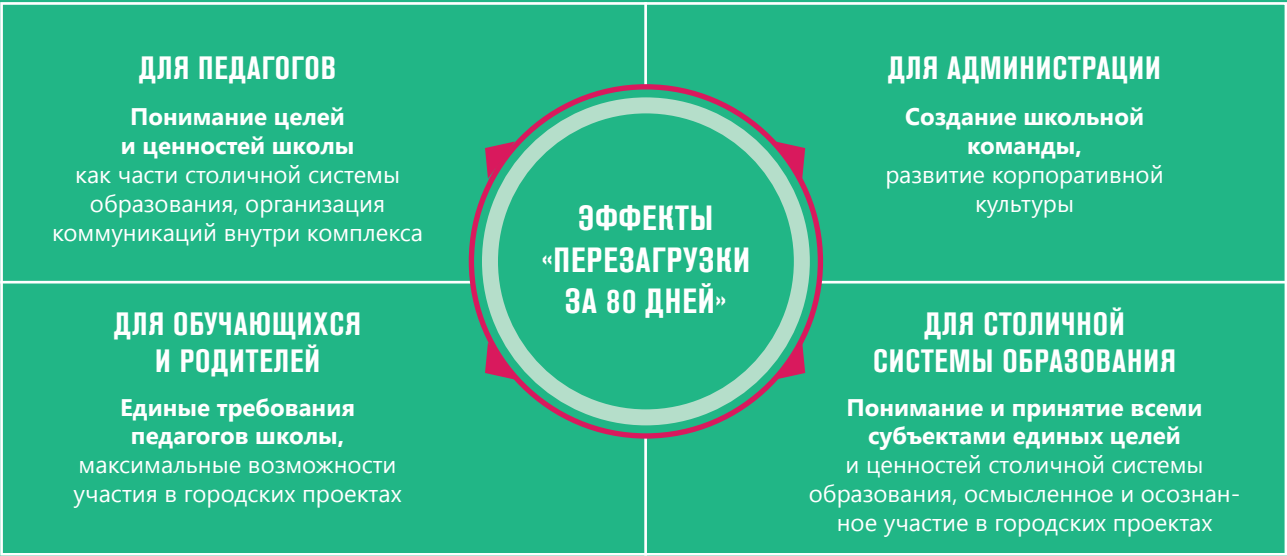 ДЛЯ ПЕДАГОГОВ
Понимание целей
и ценностей школы
как части столичной системы
образования, организация
коммуникаций внутри комплекса
ДЛЯ АДМИНИСТРАЦИИ
Создание школьной
команды,
развитие корпоративной
культуры
ЭФФЕКТЫ
«ПЕРЕЗАГРУЗКИ
ЗА 80 ДНЕЙ»
ДЛЯ ОБУЧАЮЩИХСЯ
И РОДИТЕЛЕЙ
Единые требования
педагогов школы,
максимальные возможности
участия в городских проектах
ДЛЯ СТОЛИЧНОЙ
СИСТЕМЫ ОБРАЗОВАНИЯ
Понимание и принятие всеми
субъектами единых целей
и ценностей столичной системы
образования, осмысленное и осознан-
ное участие в городских проектах